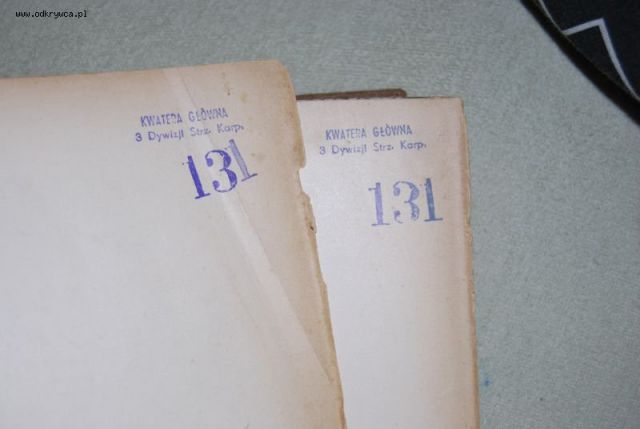 www.odkrywca.pl
KWATERA GŁÓWNA
3 Dywizji Strz. Karp.
131
KWATERA GŁÓWNA
3 Dywizji Strz. Karp.
131